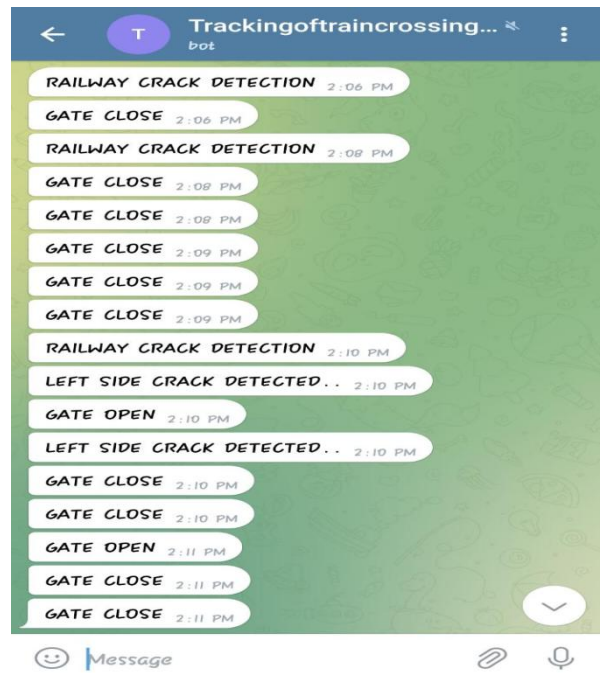 T
Trackingoftraincrossing...
bot
RAILWAY CRACK DETECTION 2:06 PM
GATE CLOSE 2:06 PM
RAILWAY CRACK DETECTION 2:08 PM
GATE CLOSE 2:08 PM
GATE CLOSE 2:08 PM
GATE CLOSE 2:09 PM
GATE CLOSE 2:09 PM
GATE CLOSE 2:09 PM
RAILWAY CRACK DETECTION 2:10 PM
LEFT SIDE CRACK DETECTED.. 2:10 PM
GATE OPEN 2:10 PM
LEFT SIDE CRACK DETECTED.. 2:10 PM
GATE CLOSE 2:10 PM
GATE CLOSE 2:10 PM
GATE OPEN 2:11 PM
GATE CLOSE 2:11 PM
GATE CLOSE 2:11 PM
Message